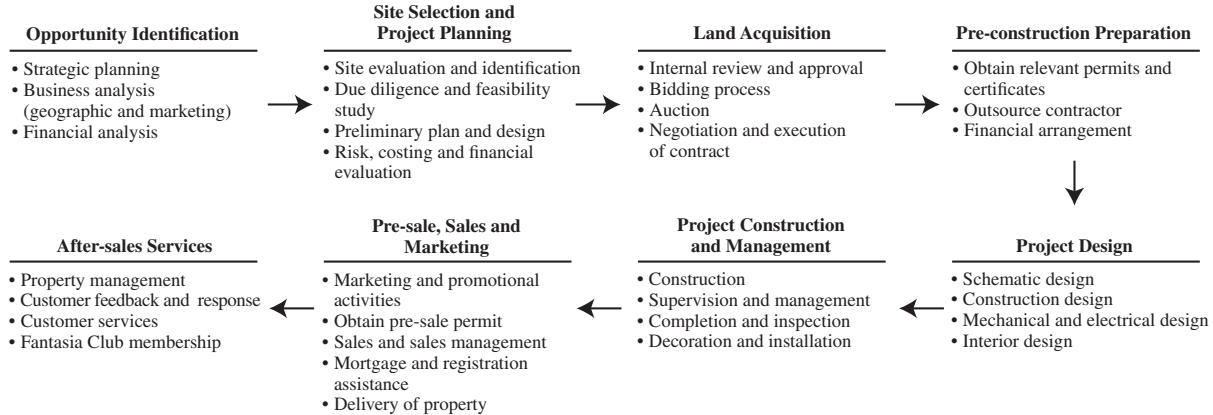 Opportunity Identification
• Strategic planning
• Business analysis
(geographic and marketing)
• Financial analysis
Site Selection and
Project Planning
• Site evaluation and identification
• Due diligence and feasibility
study
• Preliminary plan and design
• Risk, costing and financial
evaluation
Land Acquisition
• Internal review and approval
• Bidding process
• Auction
• Negotiation and execution
of contract
Pre-construction Preparation
• Obtain relevant permits and
certificates
• Outsource contractor
• Financial arrangement
Project Design
• Schematic design
• Construction design
• Mechanical and electrical design
• Interior design
Project Construction
and Management
• Construction
• Supervision and management
• Completion and inspection
• Decoration and installation
Pre-sale, Sales and
Marketing
• Marketing and promotional
activities
• Obtain pre-sale permit
• Sales and sales management
• Mortgage and registration
assistance
• Delivery of property
After-sales Services
• Property management
• Customer feedback and response
• Customer services
• Fantasia Club membership